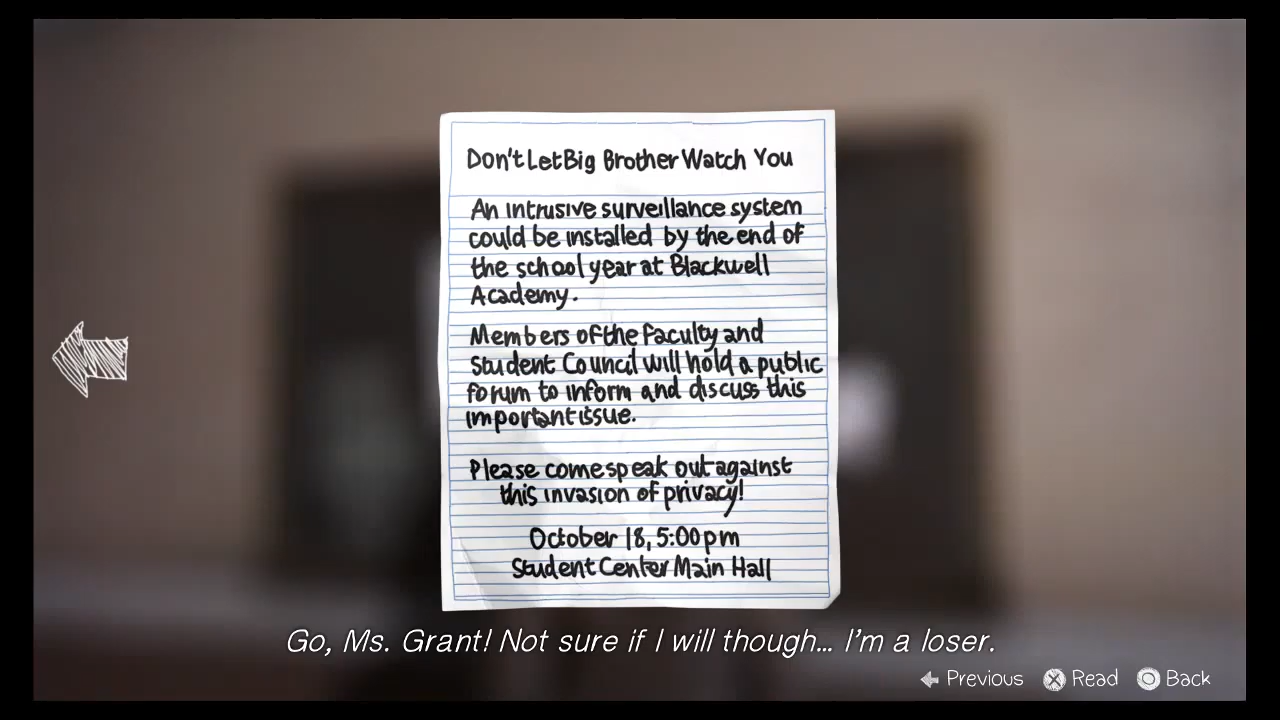 Don't Let Big Brother Watch You
An intrusive surveillance system
could be installed by the end of
the school year at Blackwell
Academy.
Members of the faculty and
Student Council will hold a public
forum to inform and discuss this
important issue.
Please come speak out against
this invasion of privacy!
October 18, 5:00pm
Student Center Main Hall
Go, Ms. Grant! Not sure if I will though... I'm a loser.
Previous Read Back